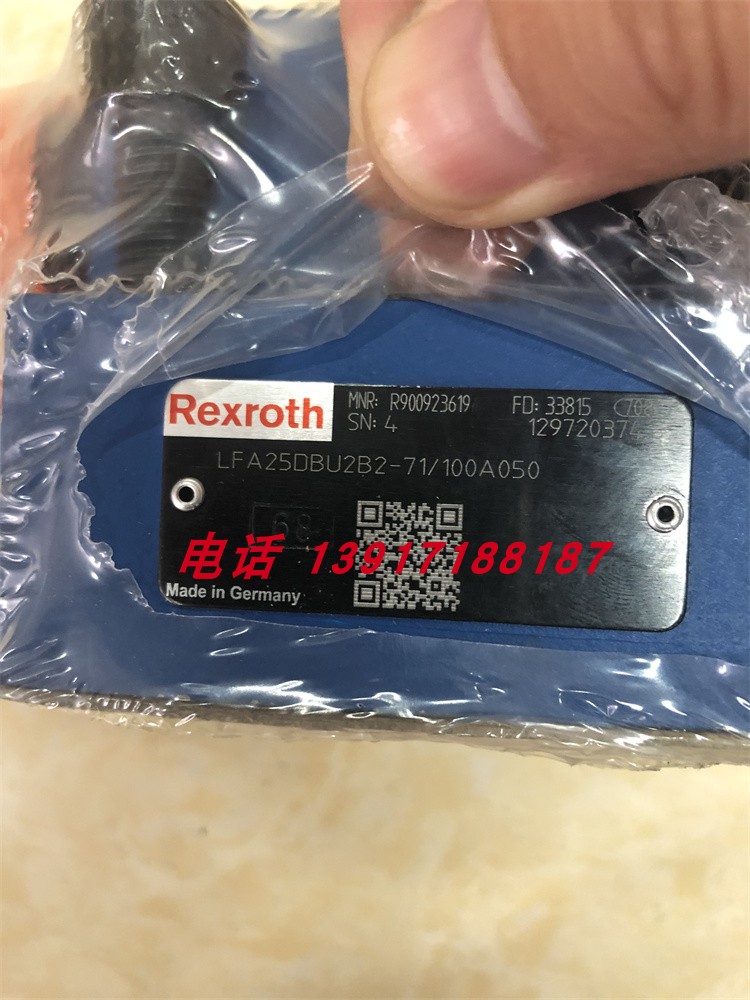 Rexroth
MNR: R900923619 FD: 33815
SN: 4 129720374
LFA25DBU2B2-71/100A050
68
电话 13917188187
Made in Germany